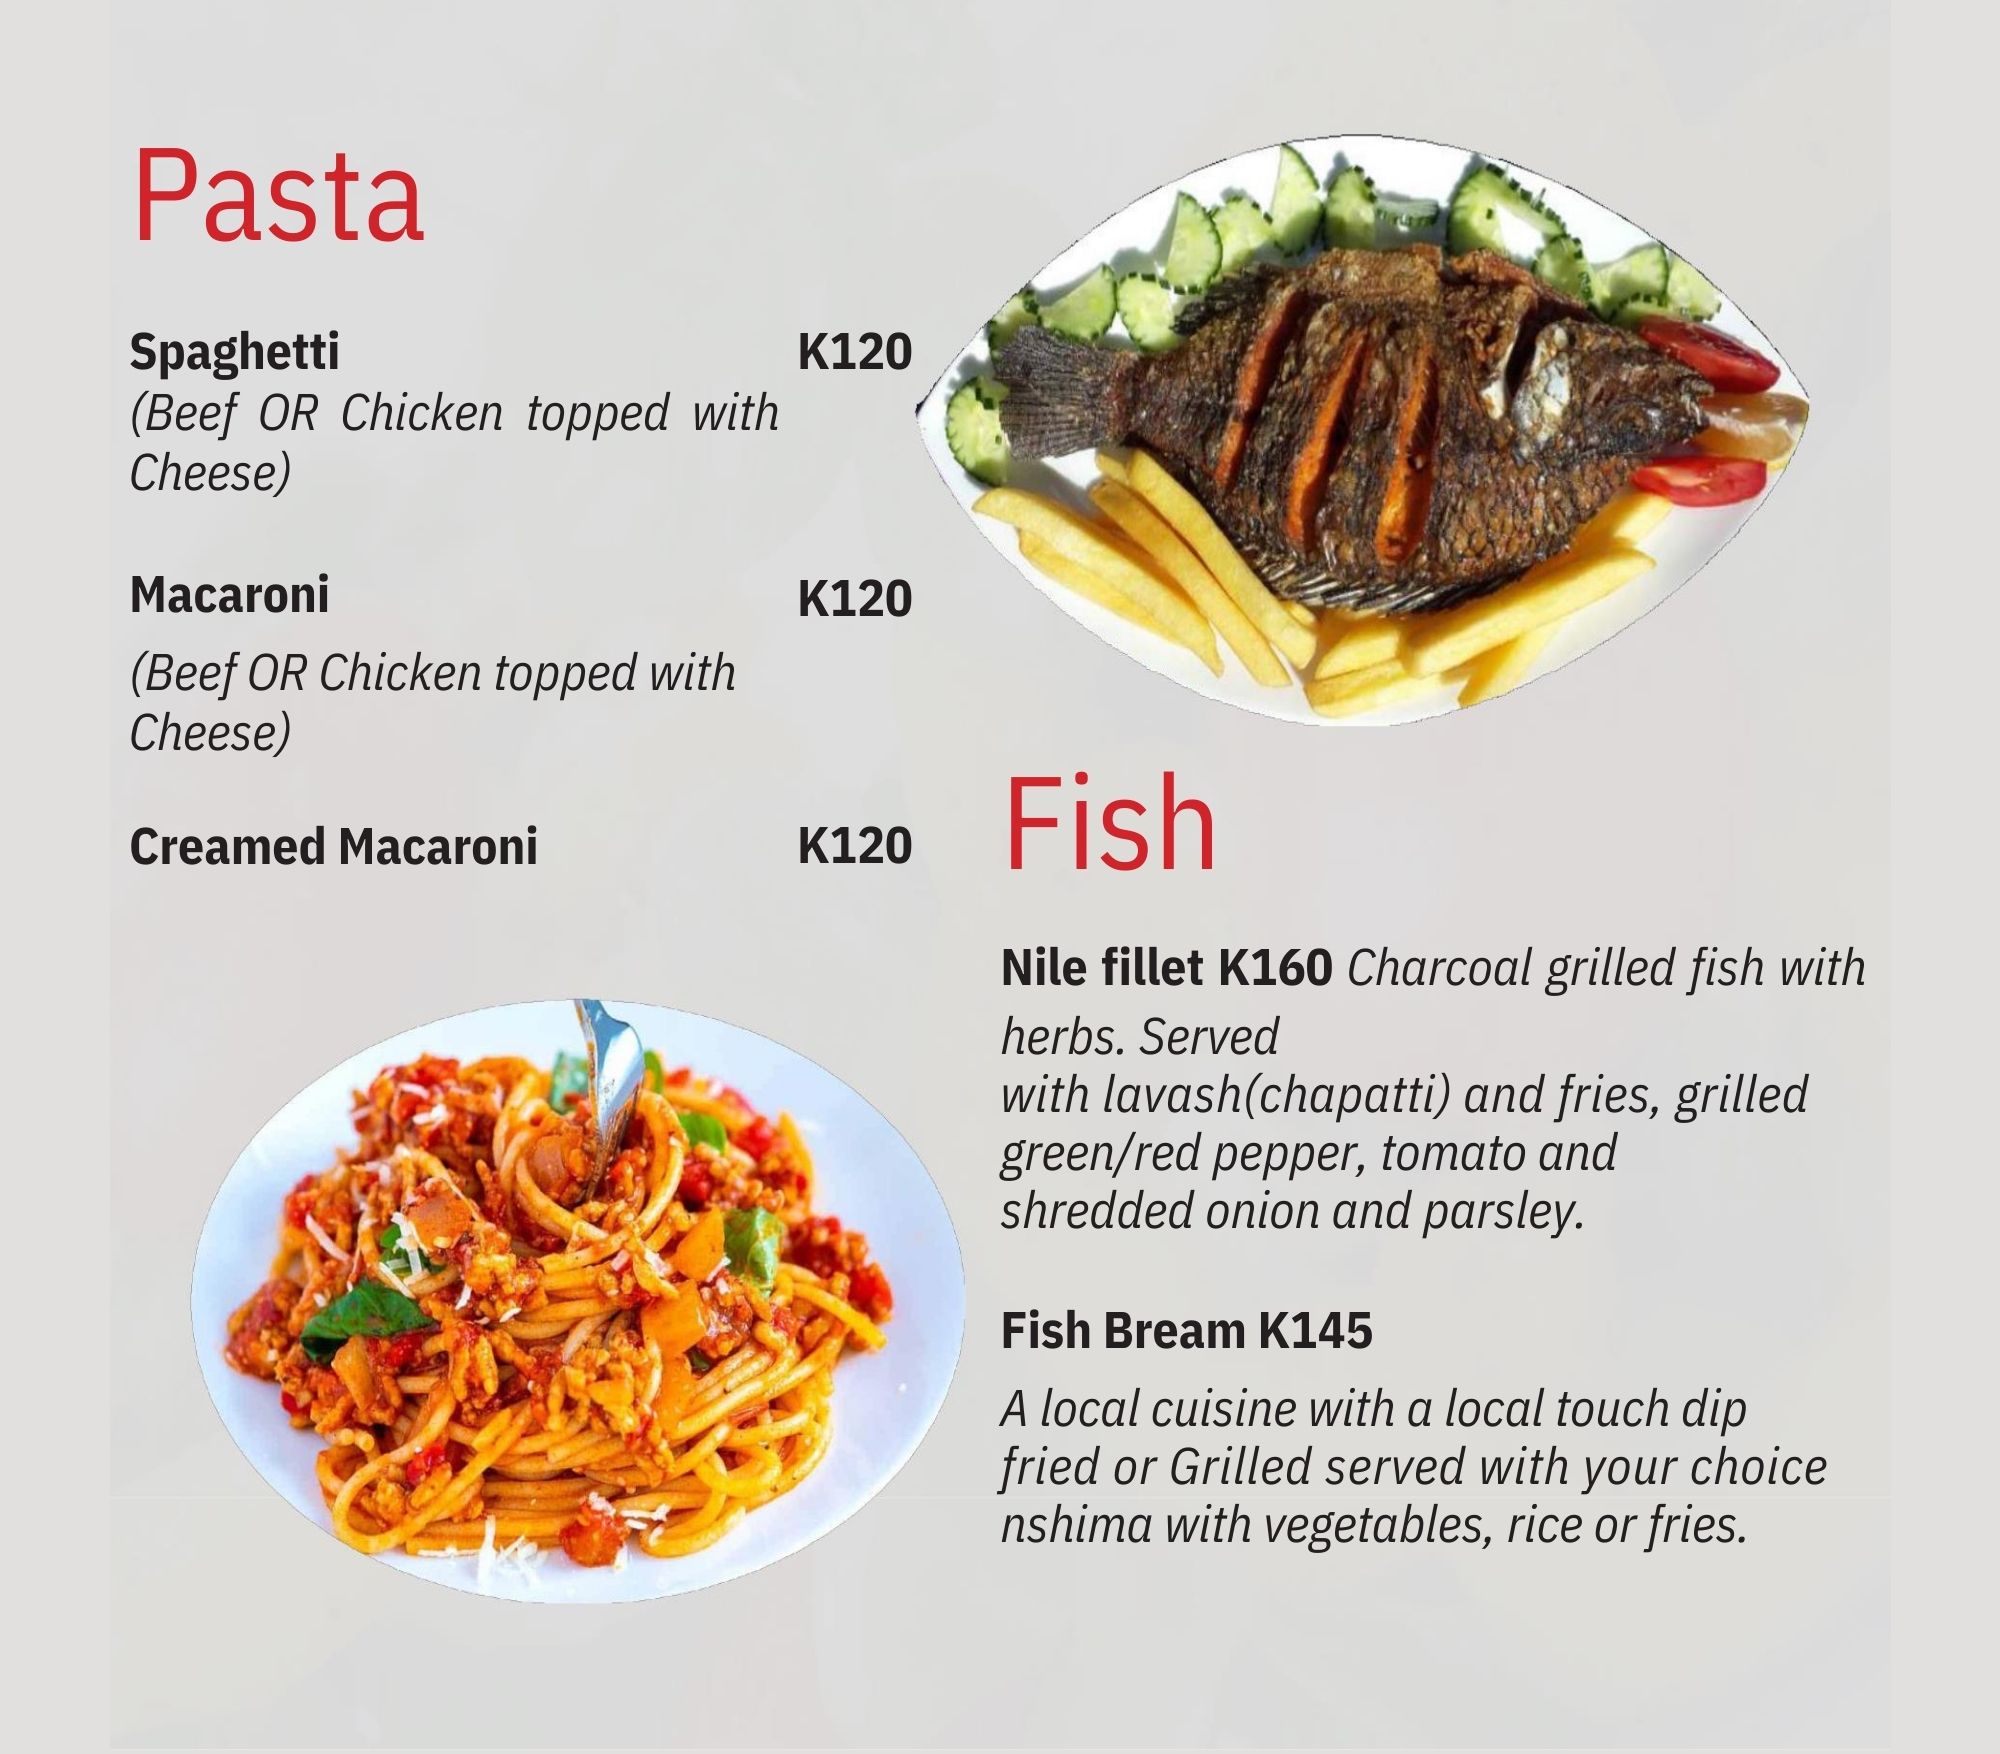 Pasta
Spaghetti K120
(Beef OR Chicken topped with
Cheese)
Macaroni K120
(Beef OR Chicken topped with
Cheese)
Creamed Macaroni K120
Fish
Nile fillet K160 Charcoal grilled fish with
herbs. Served
with lavash(chapatti) and fries, grilled
green/red pepper, tomato and
shredded onion and parsley.
Fish Bream K145
A local cuisine with a local touch dip
fried or Grilled served with your choice
nshima with vegetables, rice or fries.